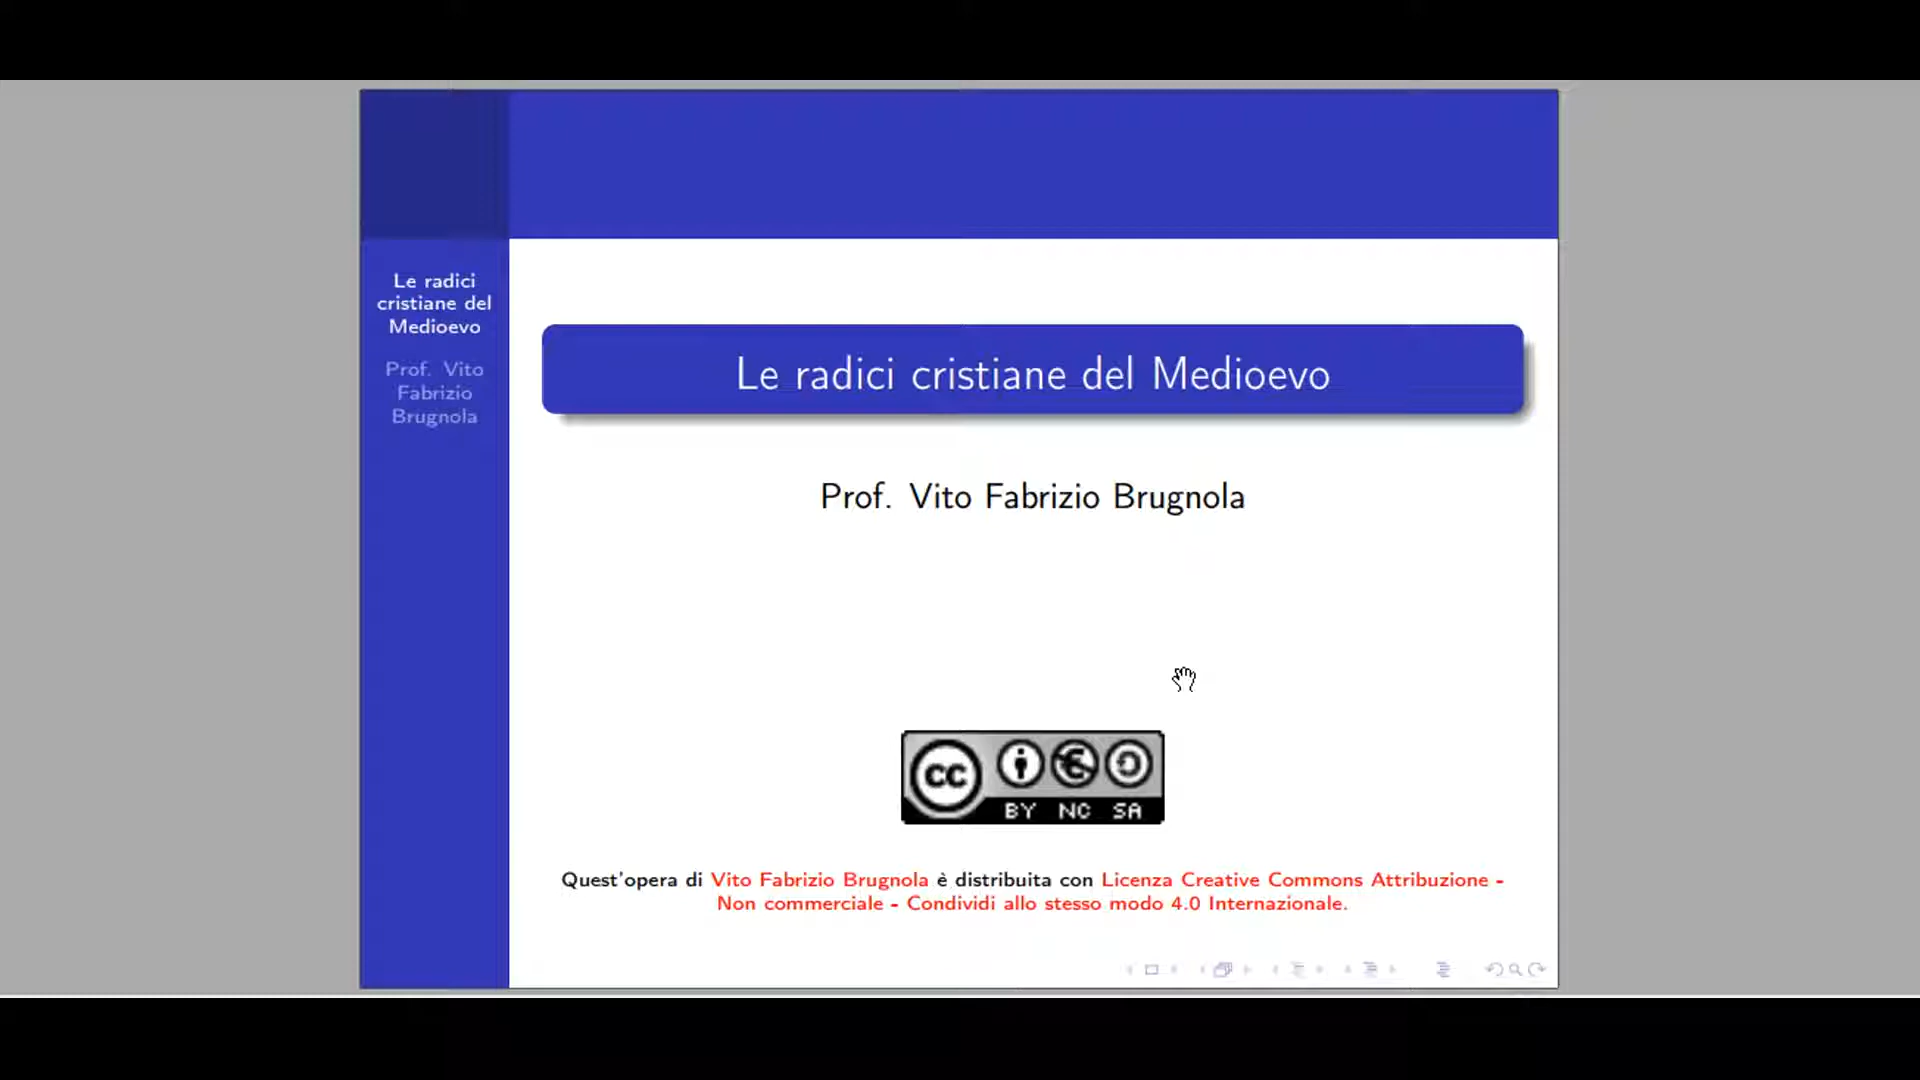 Le radici
cristiane del
Medioevo
Prof. Vito
Fabrizio
Brugnola
Le radici cristiane del Medioevo
Prof. Vito Fabrizio Brugnola
cc
BY NC SA
Quest'opera di Vito Fabrizio Brugnola è distribuita con Licenza Creative Commons Attribuzione -
Non commerciale - Condividi allo stesso modo 4.0 Internazionale.